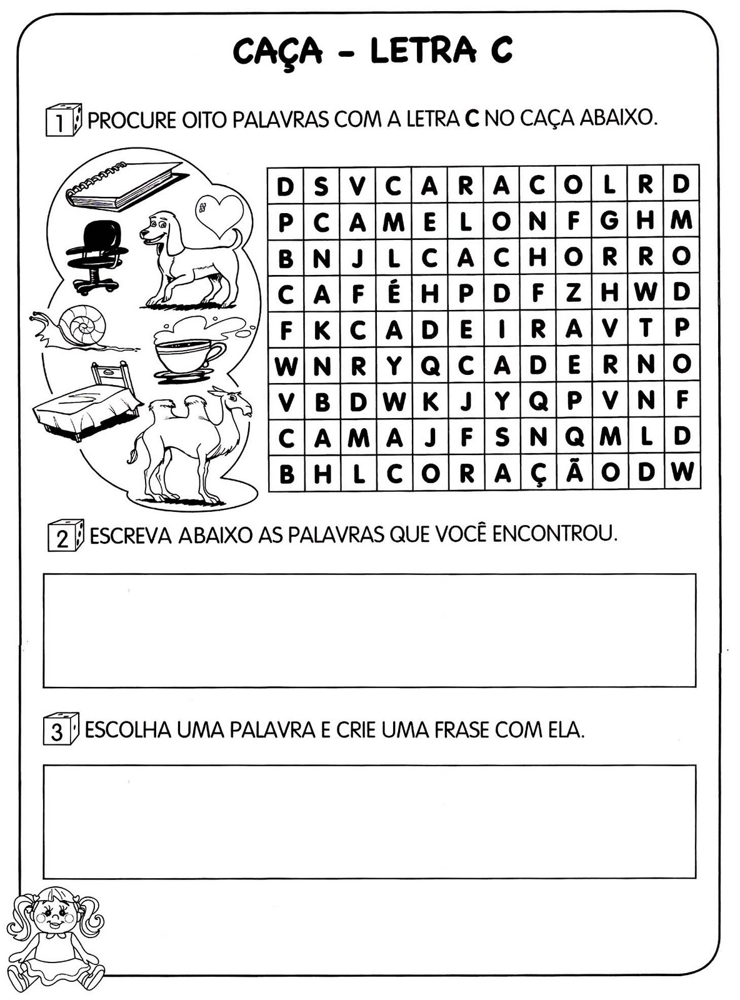 CAÇA - LETRA C
1 PROCURE OITO PALAVRAS COM A LETRA C NO CAÇA ABAIXO.
D S V C A R A C O L R D
P C A M E L O N F G H M
B N J L C A C H O R R O
C A F É H P D F Z H W D
F K C A D E I R A V T P
W N R Y Q C A D E R N O
V B D W K J Y Q P V N F
C A M A J F S N Q M L D
B H L C O R A Ç Ã O D W
2 ESCREVA ABAIXO AS PALAVRAS QUE VOCÊ ENCONTROU.
3 ESCOLHA UMA PALAVRA E CRIE UMA FRASE COM ELA.